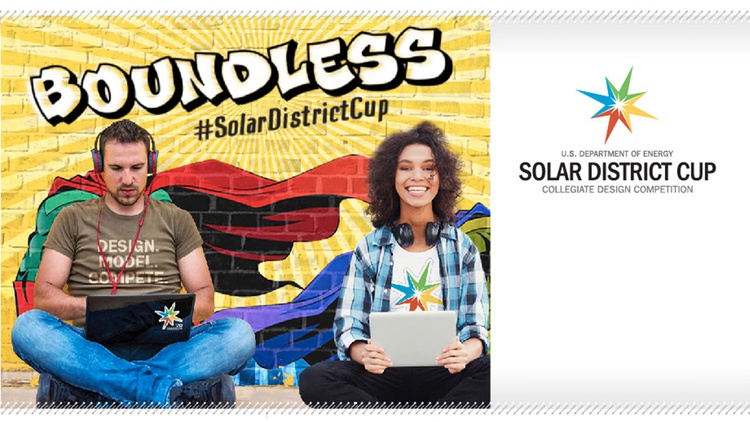 BOUNDLESS
#SolarDistrictCup
DESIGN.
MODEL.
COMPETE.
U.S. DEPARTMENT OF ENERGY
SOLAR DISTRICT CUP
COLLEGIATE DESIGN COMPETITION